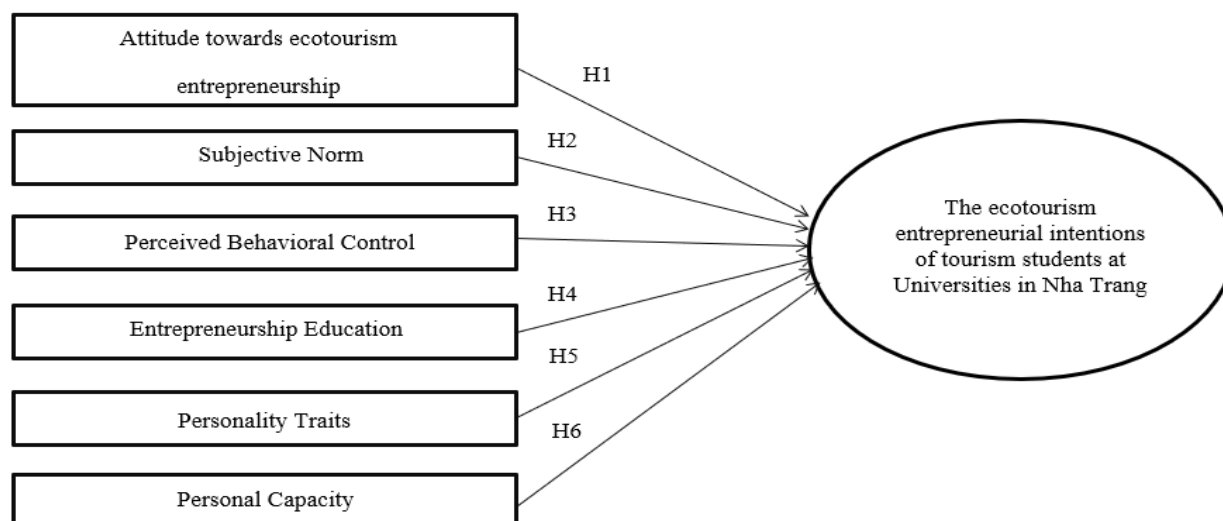 Attitude towards ecotourism
entrepreneurship
H1
Subjective Norm
H2
Perceived Behavioral Control
H3
Entrepreneurship Education
H4
Personality Traits
H5
Personal Capacity
H6
The ecotourism
entrepreneurial intentions
of tourism students at
Universities in Nha Trang